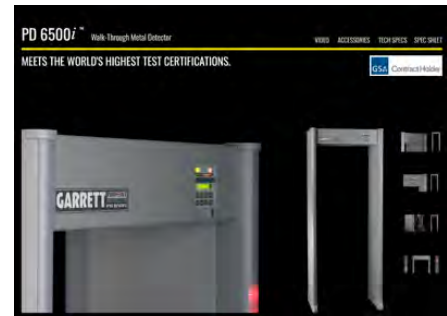 PD 6500i™ Walk-Through Metal Detector
VIDEO ACCESSORIES TECH SPECS SPEC SHEET
MEETS THE WORLD'S HIGHEST TEST CERTIFICATIONS.
GSA Contract Holder
GARRETT